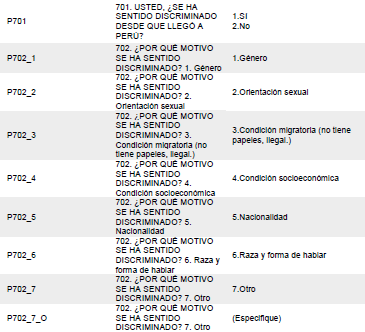 701. USTED, ¿SE HA
P701 SENTIDO DISCRIMINADO 1.SI
DESDE QUE LLEGÓ A 2.No
PERÚ?
702. ¿POR QUÉ MOTIVO
P702_1 SE HA SENTIDO 1.Género
DISCRIMINADO? 1. Género
702. ¿POR QUÉ MOTIVO
P702_2 SE HA SENTIDO 2.Orientación sexual
DISCRIMINADO? 2.
Orientación sexual
702. ¿POR QUÉ MOTIVO
SE HA SENTIDO
P702_3 DISCRIMINADO? 3. 3.Condición migratoria (no tiene
Condición migratoria (no papeles, ilegal.)
tiene papeles, ilegal.)
702. ¿POR QUÉ MOTIVO
P702_4 SE HA SENTIDO 4.Condición socioeconómica
DISCRIMINADO? 4.
Condición socioeconómica
702. ¿POR QUÉ MOTIVO
P702_5 SE HA SENTIDO 5.Nacionalidad
DISCRIMINADO? 5.
Nacionalidad
702. ¿POR QUÉ MOTIVO
P702_6 SE HA SENTIDO 6.Raza y forma de hablar
DISCRIMINADO? 6. Raza y
forma de hablar
702. ¿POR QUÉ MOTIVO
P702_7 SE HA SENTIDO 7.Otro
DISCRIMINADO? 7. Otro
702. ¿POR QUÉ MOTIVO
P702_7_O SE HA SENTIDO (Especifique)
DISCRIMINADO? 7. Otro